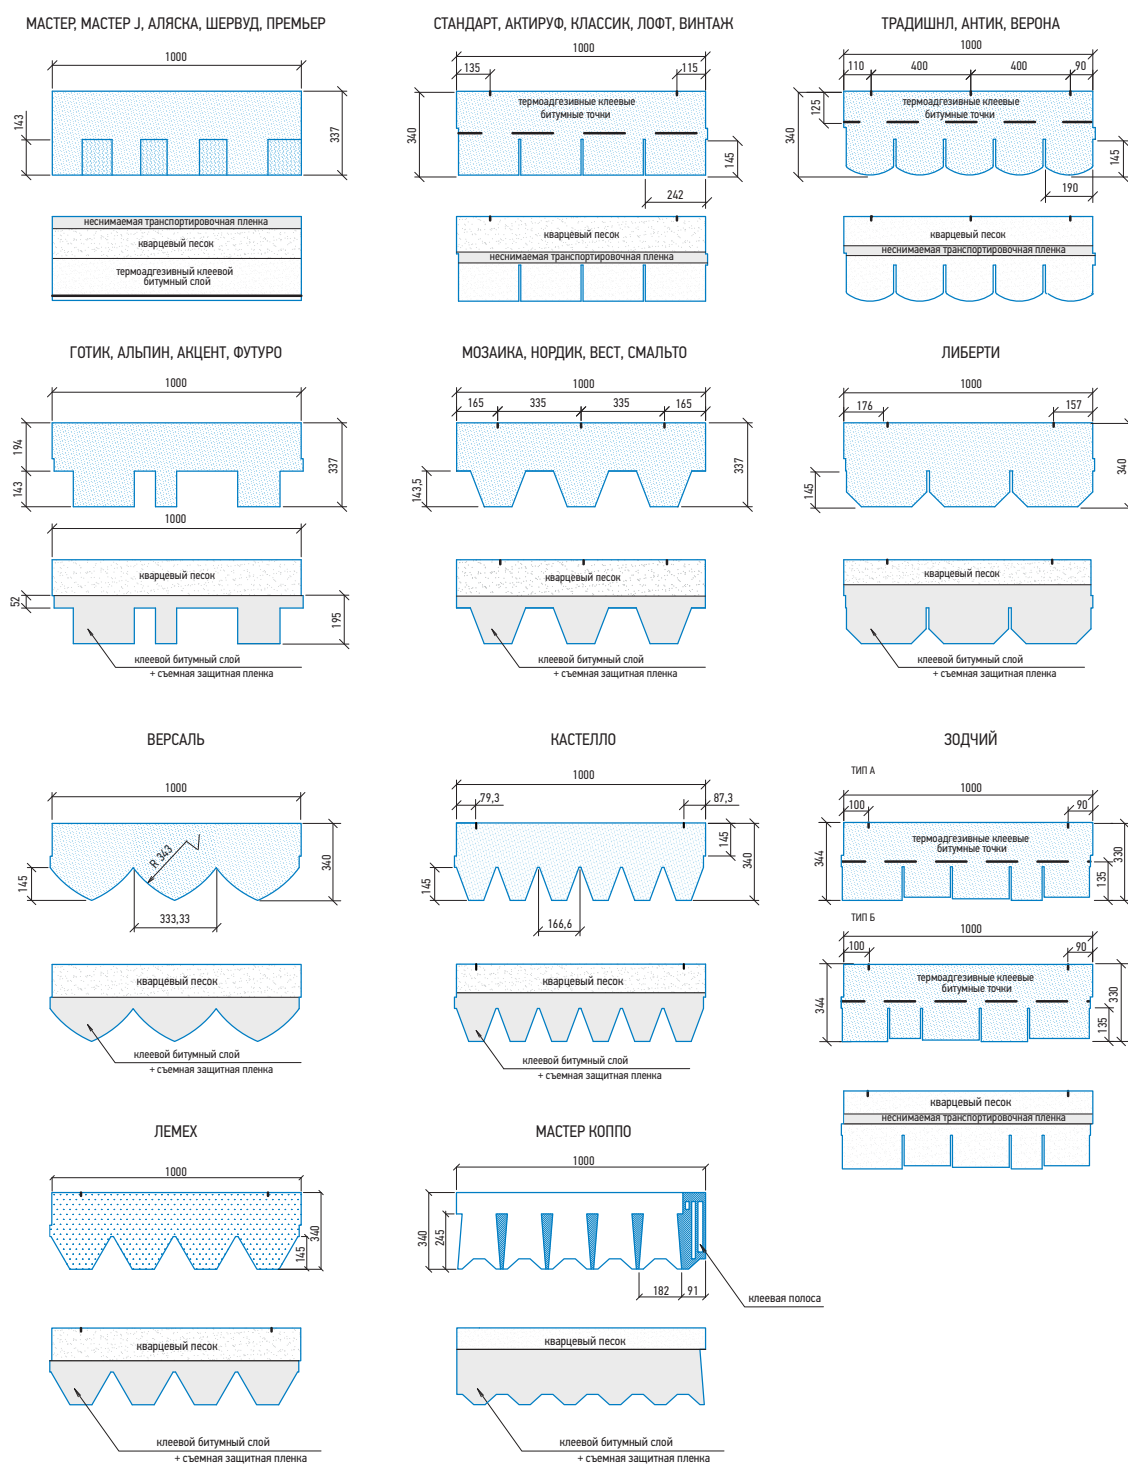 МАСТЕР, МАСТЕР J, АЛЯСКА, ШЕРВУД, ПРЕМЬЕР
1000
143
337
неснимаемая транспортировочная пленка
кварцевый песок
термоадгезивный клеевой
битумный слой
СТАНДАРТ, АКТИРУФ, КЛАССИК, ЛОФТ, ВИНТАЖ
1000
135
115
термоадгезивные клеевые
битумные точки
340
145
242
кварцевый песок
неснимаемая транспортировочная пленка
ТРАДИШНЛ, АНТИК, ВЕРОНА
1000
110
400
400
90
125
термоадгезивные клеевые
битумные точки
340
145
190
кварцевый песок
неснимаемая транспортировочная пленка
ГОТИК, АЛЬПИН, АКЦЕНТ, ФУТУРО
1000
194
143
337
1000
кварцевый песок
52
195
клеевой битумный слой
+ съемная защитная пленка
МОЗАИКА, НОРДИК, ВЕСТ, СМАЛЬТО
1000
165
335
335
165
143,5
337
кварцевый песок
клеевой битумный слой
+ съемная защитная пленка
ЛИБЕРТИ
1000
176
157
145
340
кварцевый песок
клеевой битумный слой
+ съемная защитная пленка
ВЕРСАЛЬ
1000
R 343
145
340
333,33
кварцевый песок
клеевой битумный слой
+ съемная защитная пленка
КАСТЕЛЛО
1000
79,3
87,3
145
145
340
166,6
кварцевый песок
клеевой битумный слой
+ съемная защитная пленка
ЗОДЧИЙ
ТИП А
1000
100
90
термоадгезивные клеевые
битумные точки
344
135
330
ТИП Б
1000
100
90
термоадгезивные клеевые
битумные точки
344
135
330
кварцевый песок
неснимаемая транспортировочная пленка
ЛЕМЕХ
1000
145
340
кварцевый песок
клеевой битумный слой
+ съемная защитная пленка
МАСТЕР КОППО
1000
340
245
182
91
клеевая полоса
кварцевый песок
клеевой битумный слой
+ съемная защитная пленка